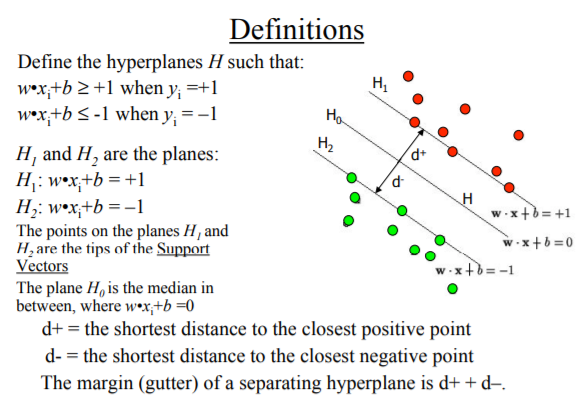 Definitions
Define the hyperplanes H such that:
w•xᵢ+b ≥ +1 when yᵢ =+1
w•xᵢ+b ≤ -1 when yᵢ = –1
H₁ and H₂ are the planes:
H₁: w•xᵢ+b = +1
H₂: w•xᵢ+b = –1
The points on the planes H₁ and
H₂ are the tips of the Support
Vectors
The plane H₀ is the median in
between, where w•xᵢ+b =0
H₁
H₀
H₂
d+
d-
H
w · x + b = +1
w · x + b = 0
w · x + b = −1
d+ = the shortest distance to the closest positive point
d- = the shortest distance to the closest negative point
The margin (gutter) of a separating hyperplane is d+ + d–.